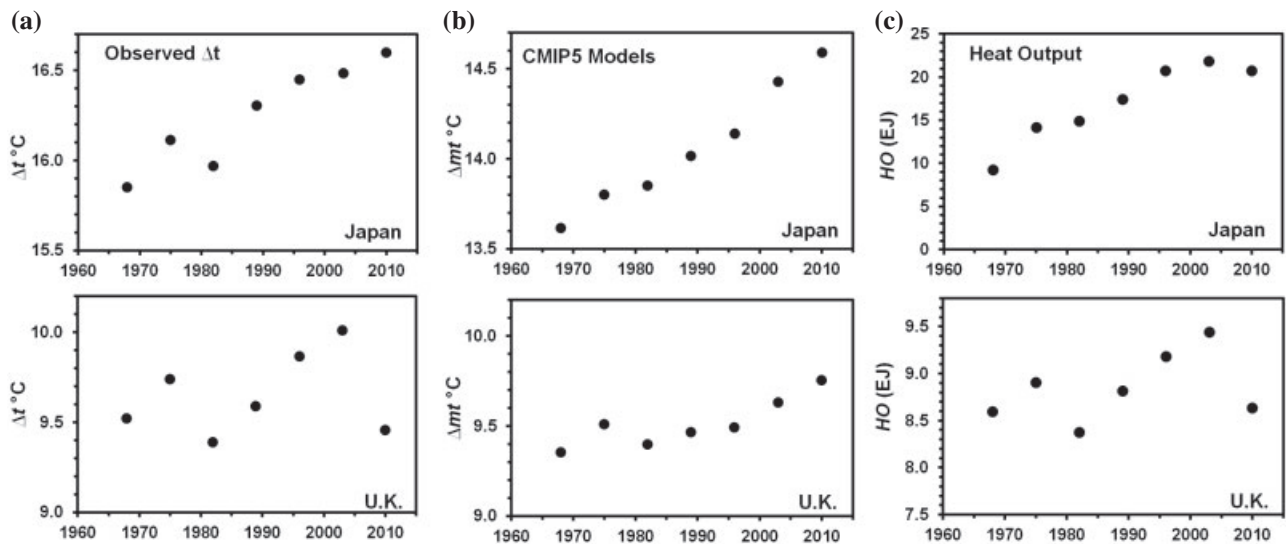 (a)
Observed Δt
Δt °C
16.5
16.0
15.5
1960 1970 1980 1990 2000 2010
Japan
(b)
CMIP5 Models
Δmt °C
14.5
14.0
13.5
1960 1970 1980 1990 2000 2010
Japan
(c)
Heat Output
HO (EJ)
25
20
15
10
5
0
1960 1970 1980 1990 2000 2010
Japan
Δt °C
10.0
9.5
9.0
1960 1970 1980 1990 2000 2010
U.K.
Δmt °C
10.0
9.5
9.0
1960 1970 1980 1990 2000 2010
U.K.
HO (EJ)
9.5
9.0
8.5
8.0
7.5
1960 1970 1980 1990 2000 2010
U.K.